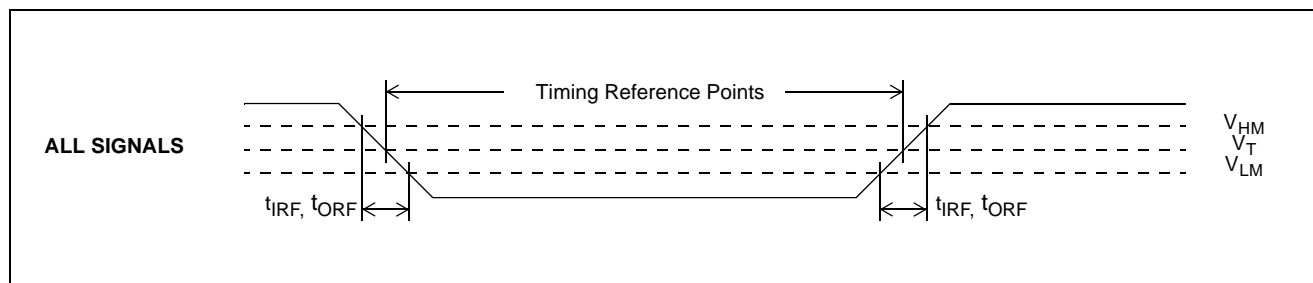 Timing Reference Points
ALL SIGNALS
V_HM
V_T
V_LM
t_IRF, t_ORF
t_IRF, t_ORF